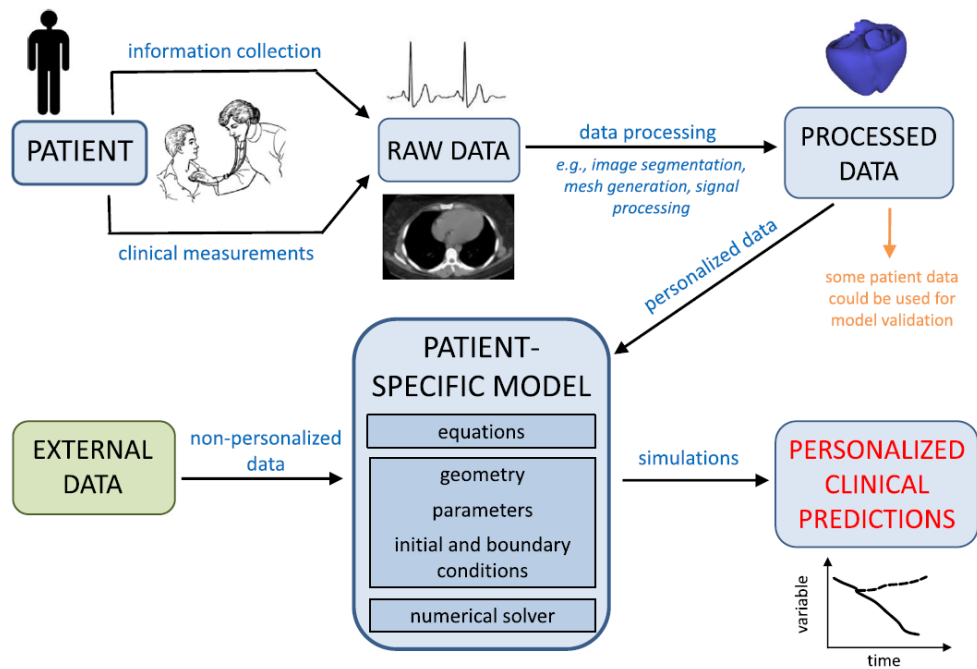 information collection
PATIENT
clinical measurements
RAW DATA
data processing
e.g., image segmentation,
mesh generation, signal
processing
PROCESSED
DATA
personalized data
some patient data
could be used for
model validation
EXTERNAL
DATA
non-personalized
data
PATIENT-
SPECIFIC MODEL
equations
geometry
parameters
initial and boundary
conditions
numerical solver
simulations
PERSONALIZED
CLINICAL
PREDICTIONS
variable
time